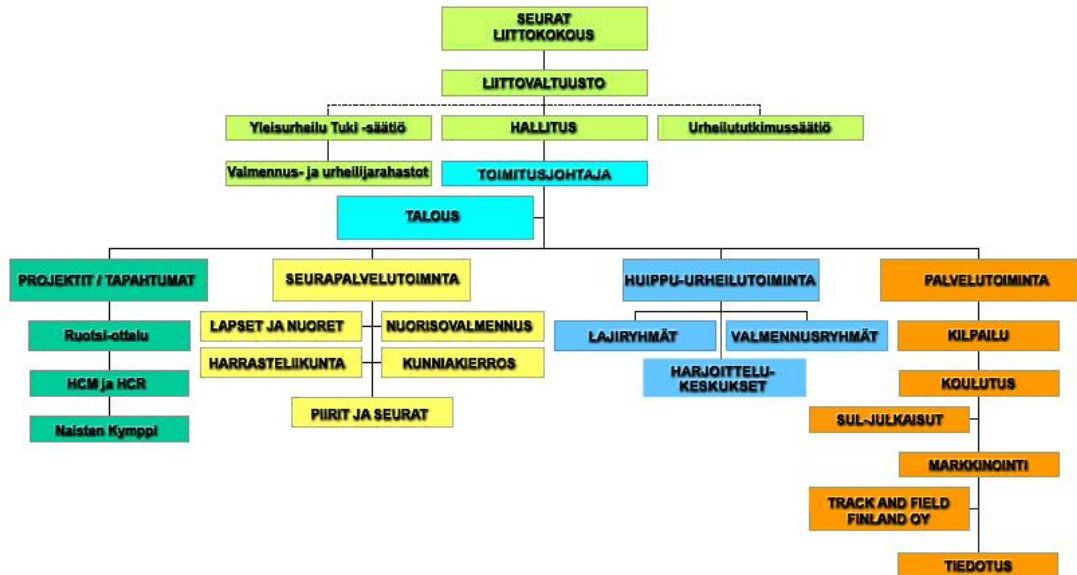 SEURAT
LIITTOKOKOUS
LIITTOVALTUUSTO
Yleisurheilu Tuki -säätiö
HALLITUS
Urheilututkimussäätiö
Valmennus- ja urheilijarahastot
TOIMITUSJOHTAJA
TALOUS
PROJEKTIT / TAPAHTUMAT
SEURAPALVELUTOIMNTA
HUIPPU-URHEILUTOIMINTA
PALVELUTOIMINTA
Ruotsi-ottelu
LAPSET JA NUORET
NUORISOVALMENNUS
LAJIRYHMÄT
VALMENNUSRYHMÄT
KILPAILU
HARRASTELIIKUNTA
KUNNIAKIERROS
HARJOITTELU-
KESKUKSET
HCM ja HCR
KOULUTUS
PIIRIT JA SEURAT
SUL-JULKAISUT
Naisten Kymppi
MARKKINOINTI
TRACK AND FIELD
FINLAND OY
TIEDOTUS